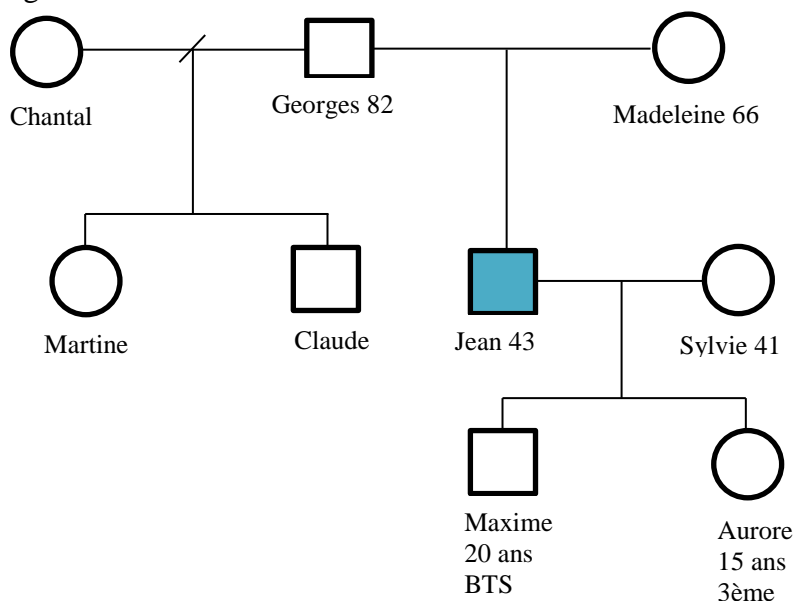 Chantal
Georges 82
Madeleine 66
Martine
Claude
Jean 43
Sylvie 41
Maxime
20 ans
BTS
Aurore
15 ans
3ème